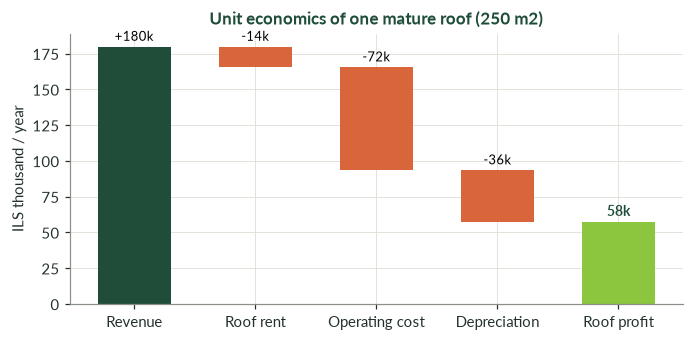 Unit economics of one mature roof (250 m2)
+180k
-14k
-72k
-36k
58k
ILS thousand / year
175
150
125
100
75
50
25
0
Revenue
Roof rent
Operating cost
Depreciation
Roof profit